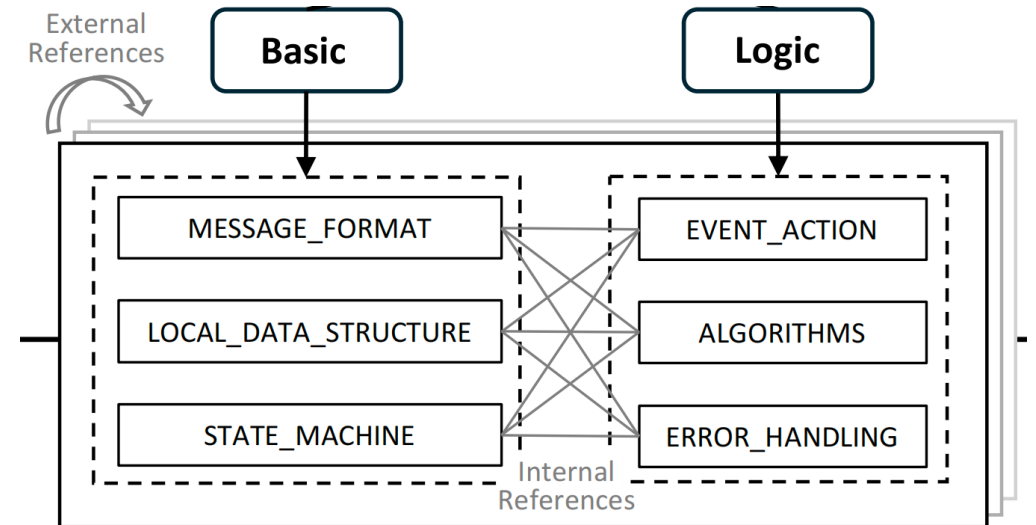 External
References
Basic
Logic
MESSAGE_FORMAT
EVENT_ACTION
LOCAL_DATA_STRUCTURE
ALGORITHMS
STATE_MACHINE
ERROR_HANDLING
Internal
References